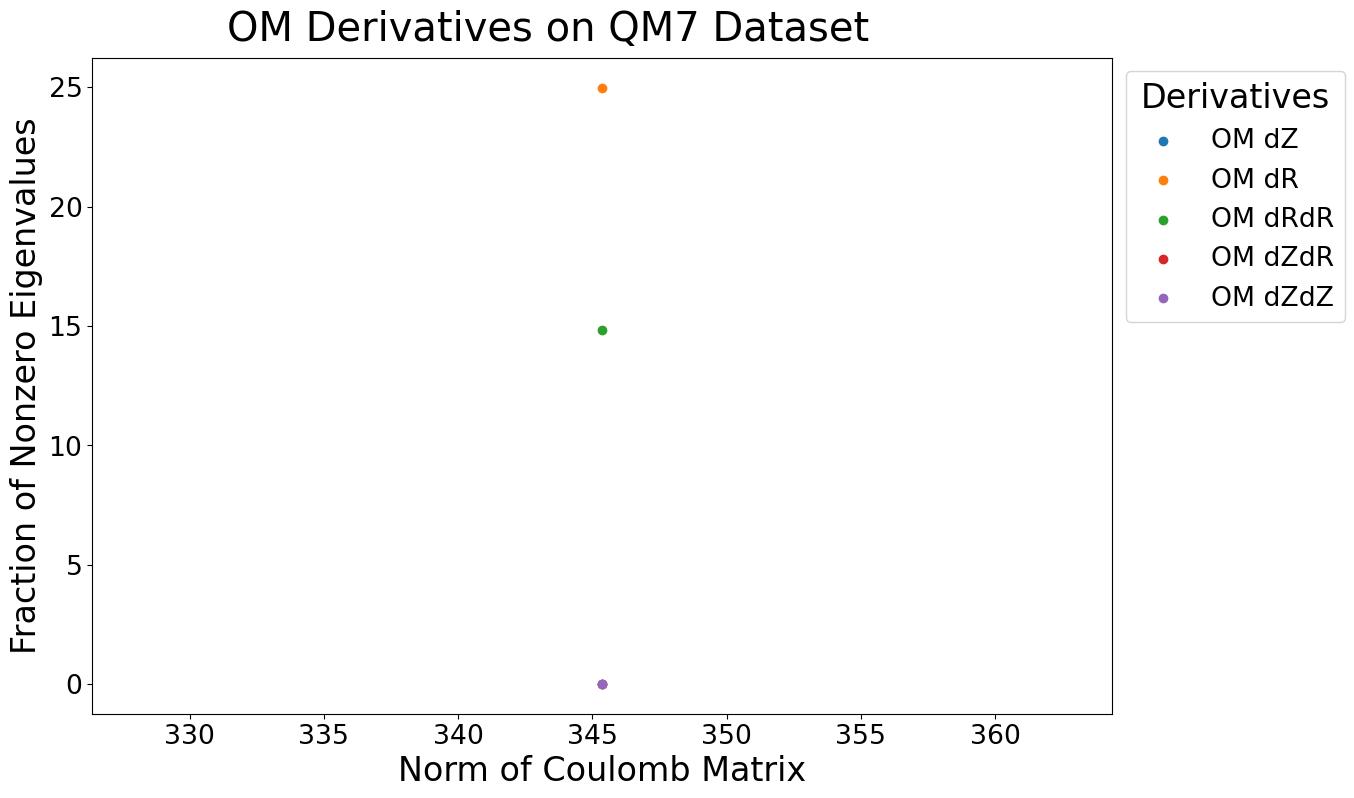 OM Derivatives on QM7 Dataset
Fraction of Nonzero Eigenvalues
25
20
15
10
5
0
330 335 340 345 350 355 360
Norm of Coulomb Matrix
Derivatives
OM dZ
OM dR
OM dRdR
OM dZdR
OM dZdZ